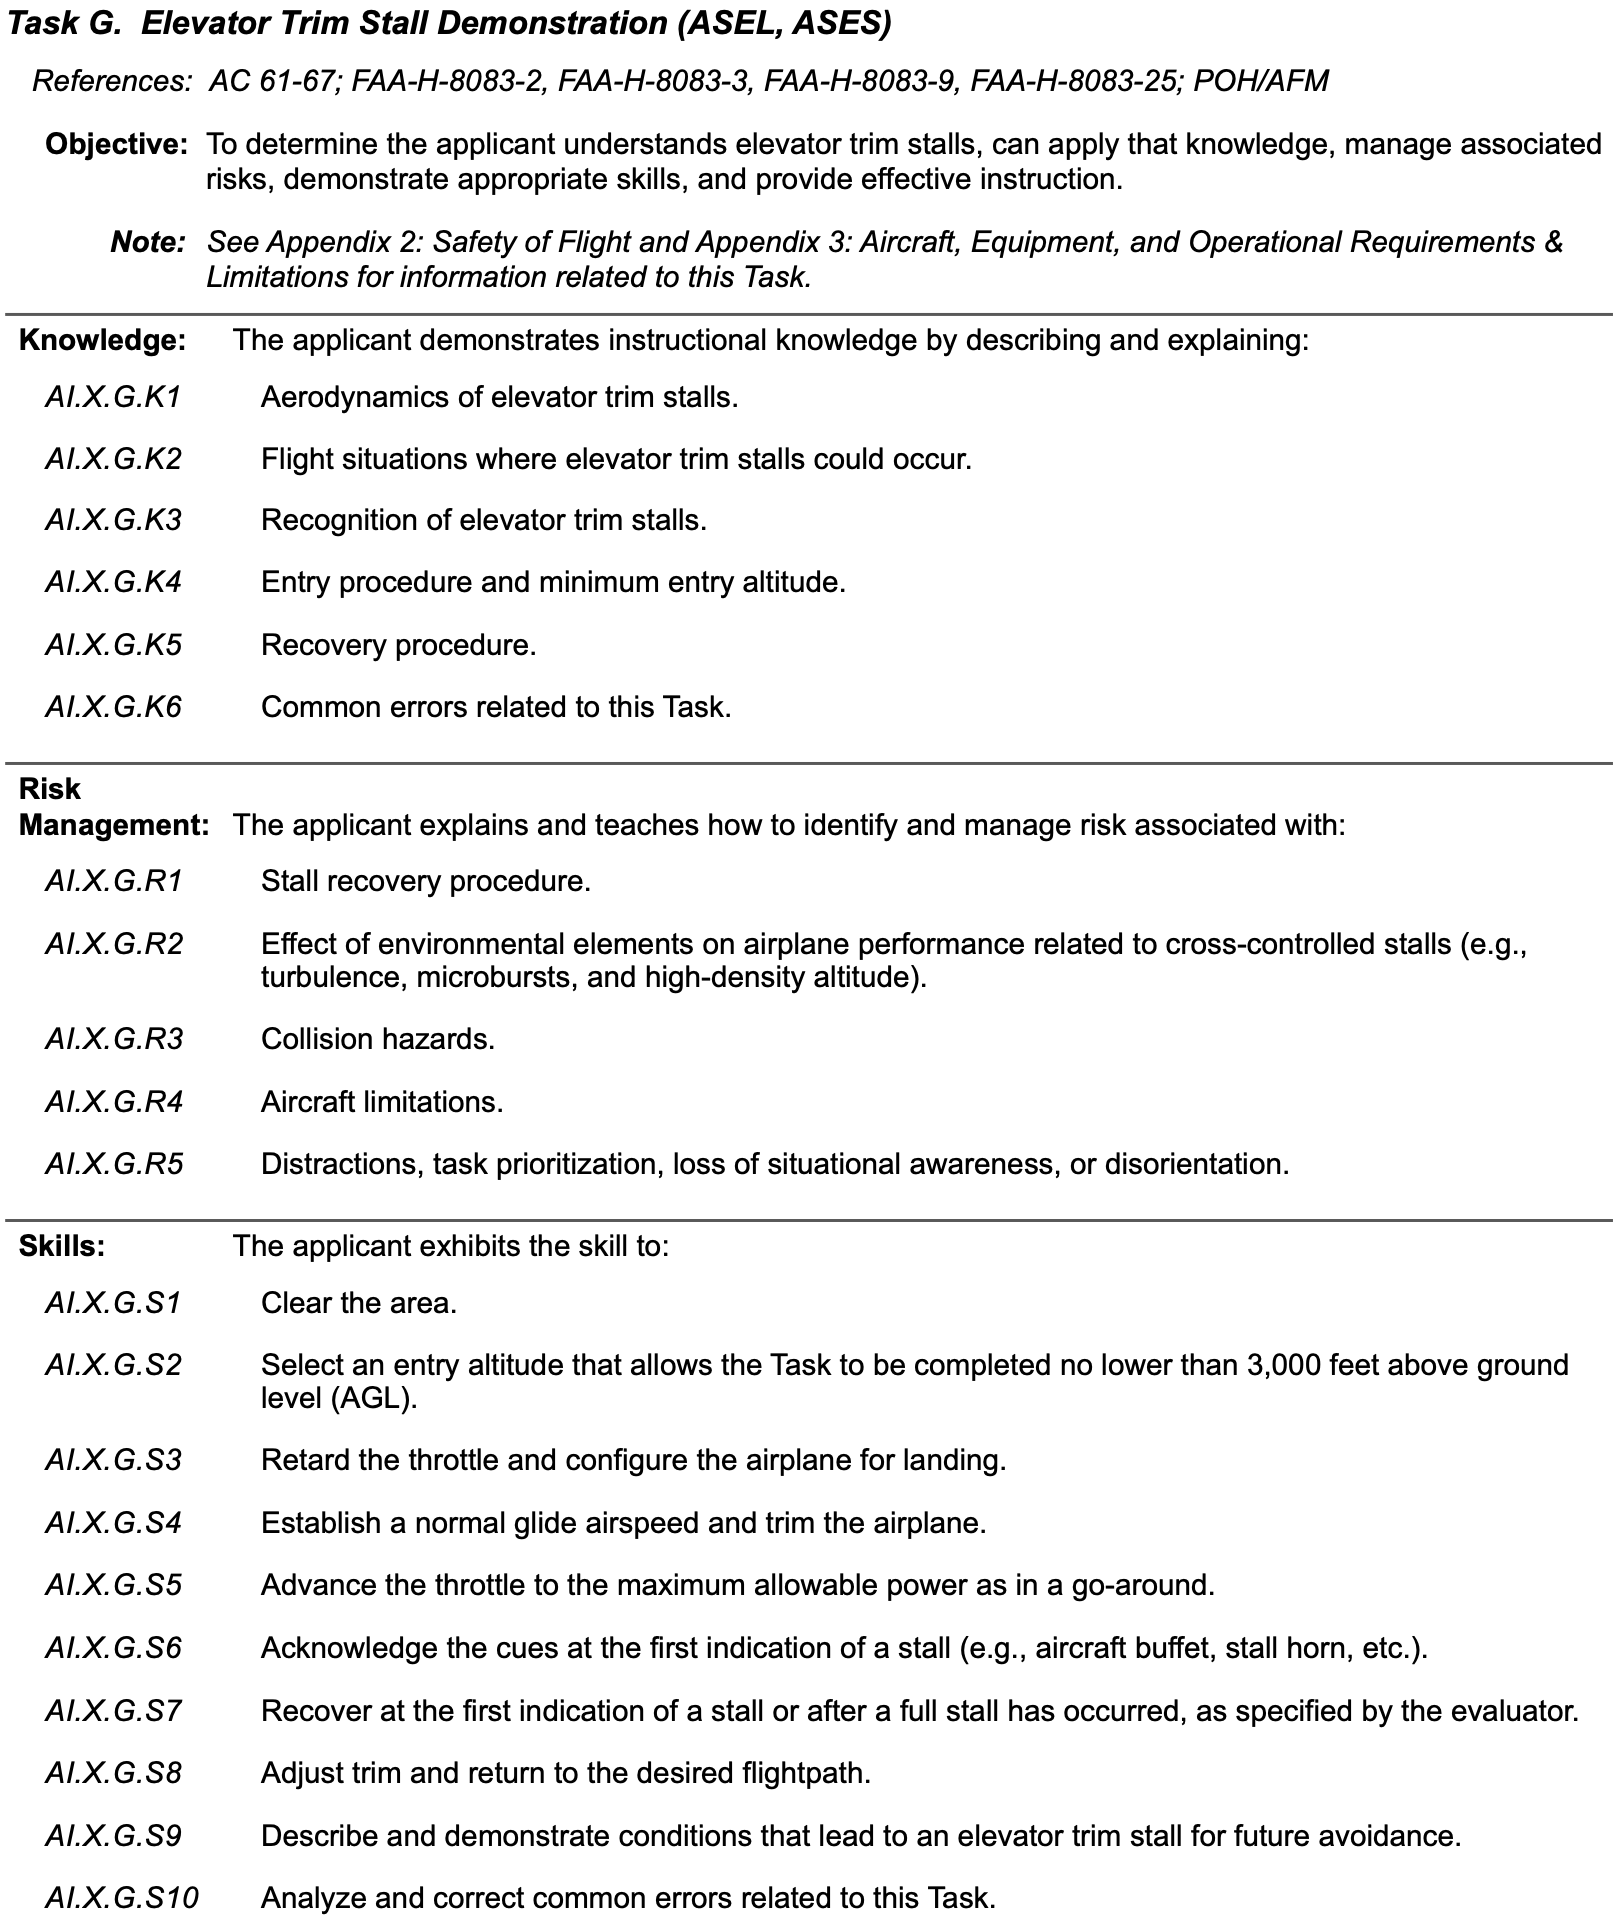 Task G. Elevator Trim Stall Demonstration (ASEL, ASES)
References: AC 61-67; FAA-H-8083-2, FAA-H-8083-3, FAA-H-8083-9, FAA-H-8083-25; POH/AFM
Objective: To determine the applicant understands elevator trim stalls, can apply that knowledge, manage associated
risks, demonstrate appropriate skills, and provide effective instruction.
Note: See Appendix 2: Safety of Flight and Appendix 3: Aircraft, Equipment, and Operational Requirements &
Limitations for information related to this Task.
Knowledge: The applicant demonstrates instructional knowledge by describing and explaining:
AI.X.G.K1 Aerodynamics of elevator trim stalls.
AI.X.G.K2 Flight situations where elevator trim stalls could occur.
AI.X.G.K3 Recognition of elevator trim stalls.
AI.X.G.K4 Entry procedure and minimum entry altitude.
AI.X.G.K5 Recovery procedure.
AI.X.G.K6 Common errors related to this Task.
Risk
Management: The applicant explains and teaches how to identify and manage risk associated with:
AI.X.G.R1 Stall recovery procedure.
AI.X.G.R2 Effect of environmental elements on airplane performance related to cross-controlled stalls (e.g.,
turbulence, microbursts, and high-density altitude).
AI.X.G.R3 Collision hazards.
AI.X.G.R4 Aircraft limitations.
AI.X.G.R5 Distractions, task prioritization, loss of situational awareness, or disorientation.
Skills: The applicant exhibits the skill to:
AI.X.G.S1 Clear the area.
AI.X.G.S2 Select an entry altitude that allows the Task to be completed no lower than 3,000 feet above ground
level (AGL).
AI.X.G.S3 Retard the throttle and configure the airplane for landing.
AI.X.G.S4 Establish a normal glide airspeed and trim the airplane.
AI.X.G.S5 Advance the throttle to the maximum allowable power as in a go-around.
AI.X.G.S6 Acknowledge the cues at the first indication of a stall (e.g., aircraft buffet, stall horn, etc.).
AI.X.G.S7 Recover at the first indication of a stall or after a full stall has occurred, as specified by the evaluator.
AI.X.G.S8 Adjust trim and return to the desired flightpath.
AI.X.G.S9 Describe and demonstrate conditions that lead to an elevator trim stall for future avoidance.
AI.X.G.S10 Analyze and correct common errors related to this Task.